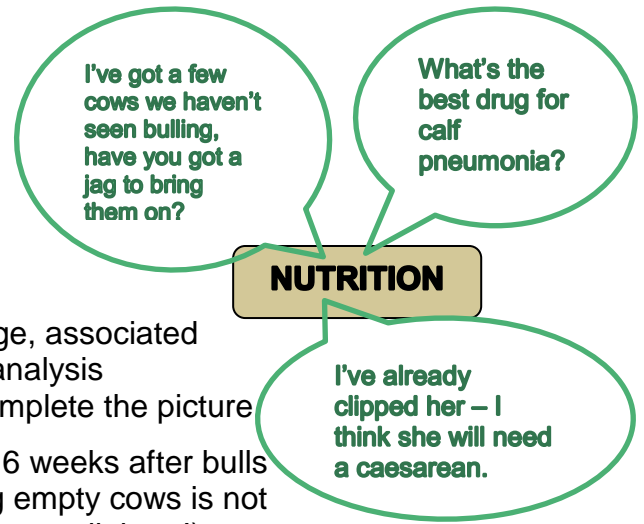 I've got a few
cows we haven't
seen bulling,
have you got a
jag to bring
them on?
What's the
best drug for
calf
pneumonia?
NUTRITION
I've already
clipped her – I
think she will need
a caesarean.
ge, associated
analysis
mplete the picture
6 weeks after bulls
g empty cows is not